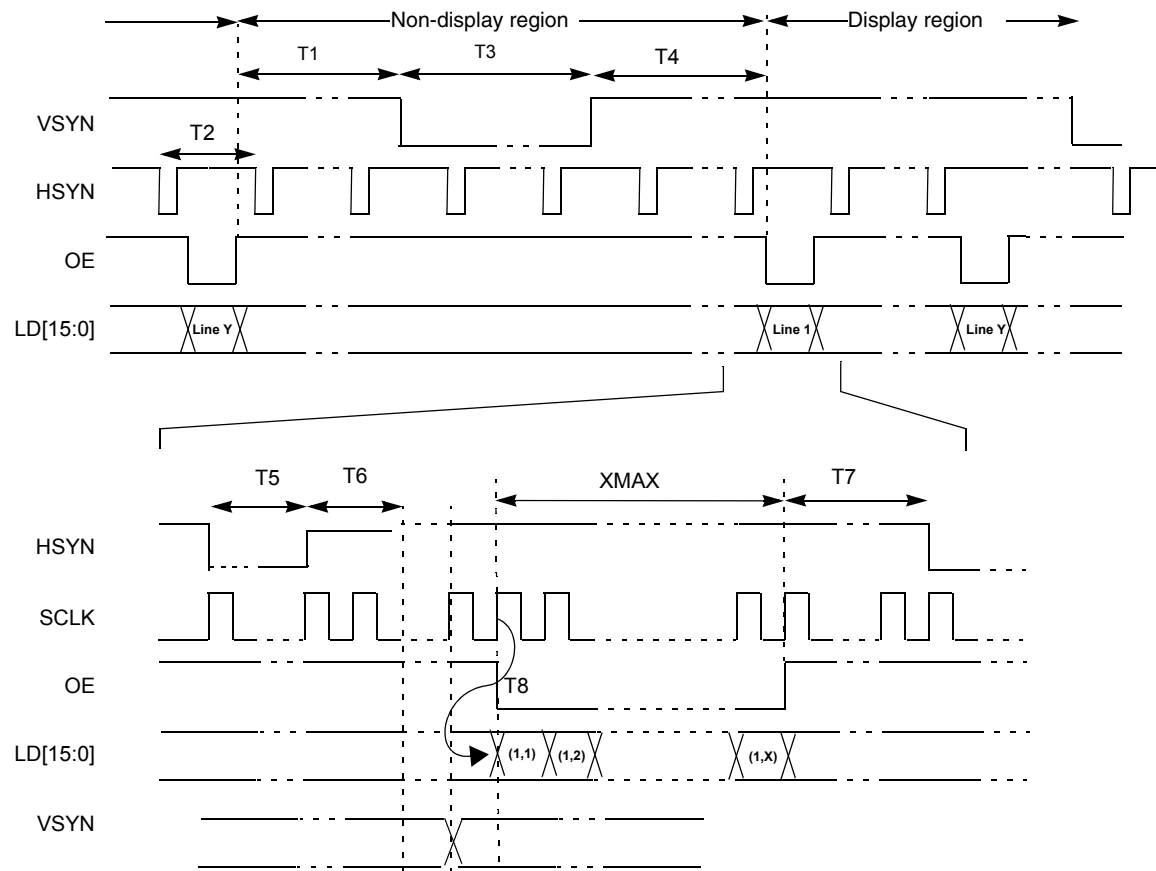 Non-display region
Display region
T1
T3
T4
VSYN
T2
HSYN
OE
LD[15:0]
Line Y
Line 1
Line Y
T5
T6
XMAX
T7
HSYN
SCLK
OE
T8
LD[15:0]
(1,1)
(1,2)
(1,X)
VSYN